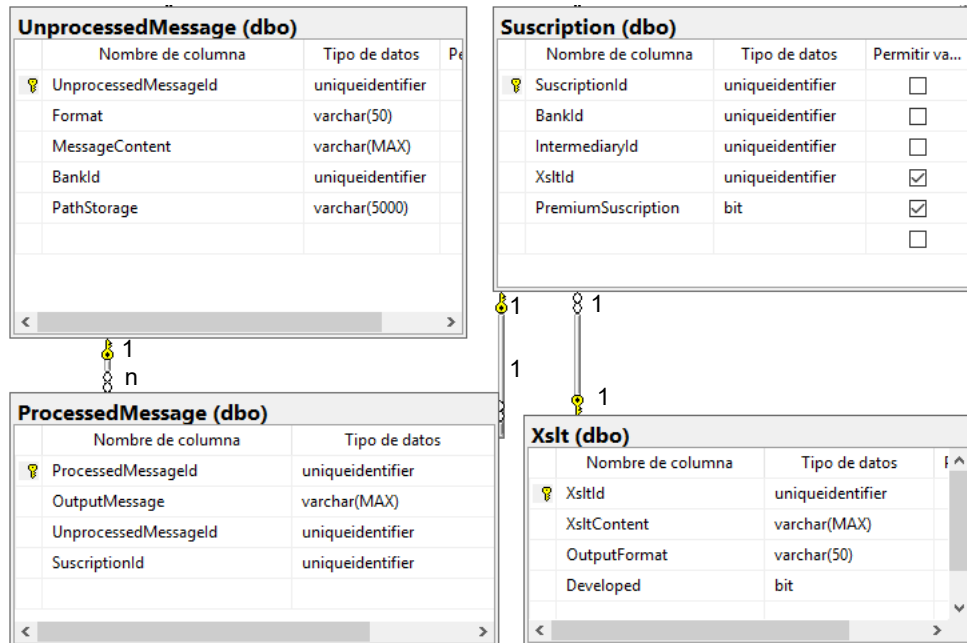 UnprocessedMessage (dbo)
Nombre de columna Tipo de datos Pe
UnprocessedMessageId uniqueidentifier
Format varchar(50)
MessageContent varchar(MAX)
BankId uniqueidentifier
PathStorage varchar(5000)
Suscription (dbo)
Nombre de columna Tipo de datos Permitir va...
SuscriptionId uniqueidentifier
BankId uniqueidentifier
IntermediaryId uniqueidentifier
XsltId uniqueidentifier
PremiumSuscription bit
1
n
1
1
1
1
ProcessedMessage (dbo)
Nombre de columna Tipo de datos
ProcessedMessageId uniqueidentifier
OutputMessage varchar(MAX)
UnprocessedMessageId uniqueidentifier
SuscriptionId uniqueidentifier
Xslt (dbo)
Nombre de columna Tipo de datos
XsltId uniqueidentifier
XsltContent varchar(MAX)
OutputFormat varchar(50)
Developed bit